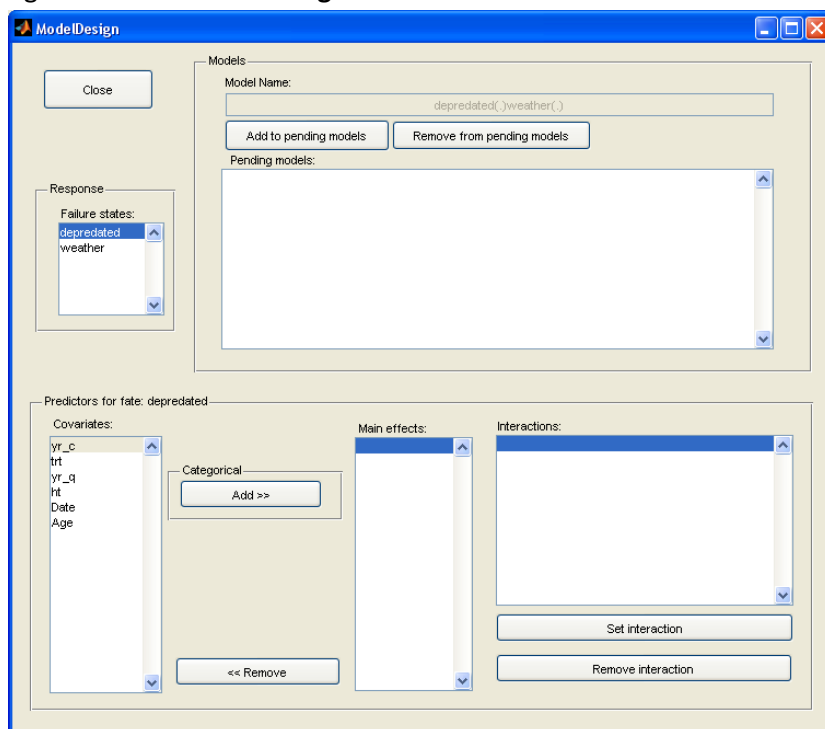 ModelDesign
Close
Models
Model Name:
depredated(.)weather(.)
Add to pending models
Remove from pending models
Pending models:
Response
Failure states:
depredated
weather
Predictors for fate: depredated
Covariates:
yr_c
trt
yr_q
ht
Date
Age
Categorical
Add >>
<< Remove
Main effects:
Interactions:
Set interaction
Remove interaction